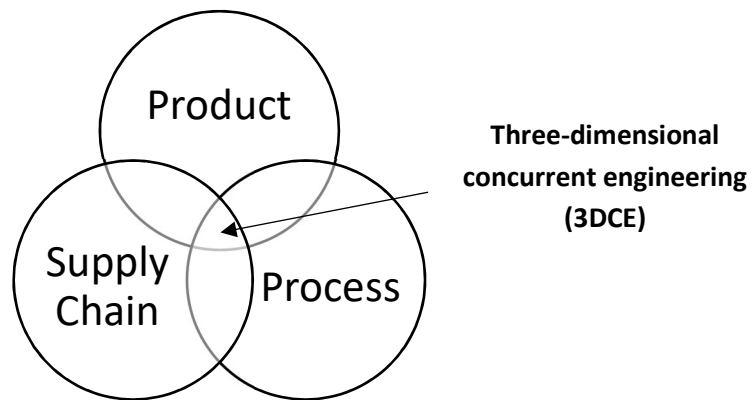 Product
Three-dimensional
concurrent engineering
(3DCE)
Supply
Chain
Process